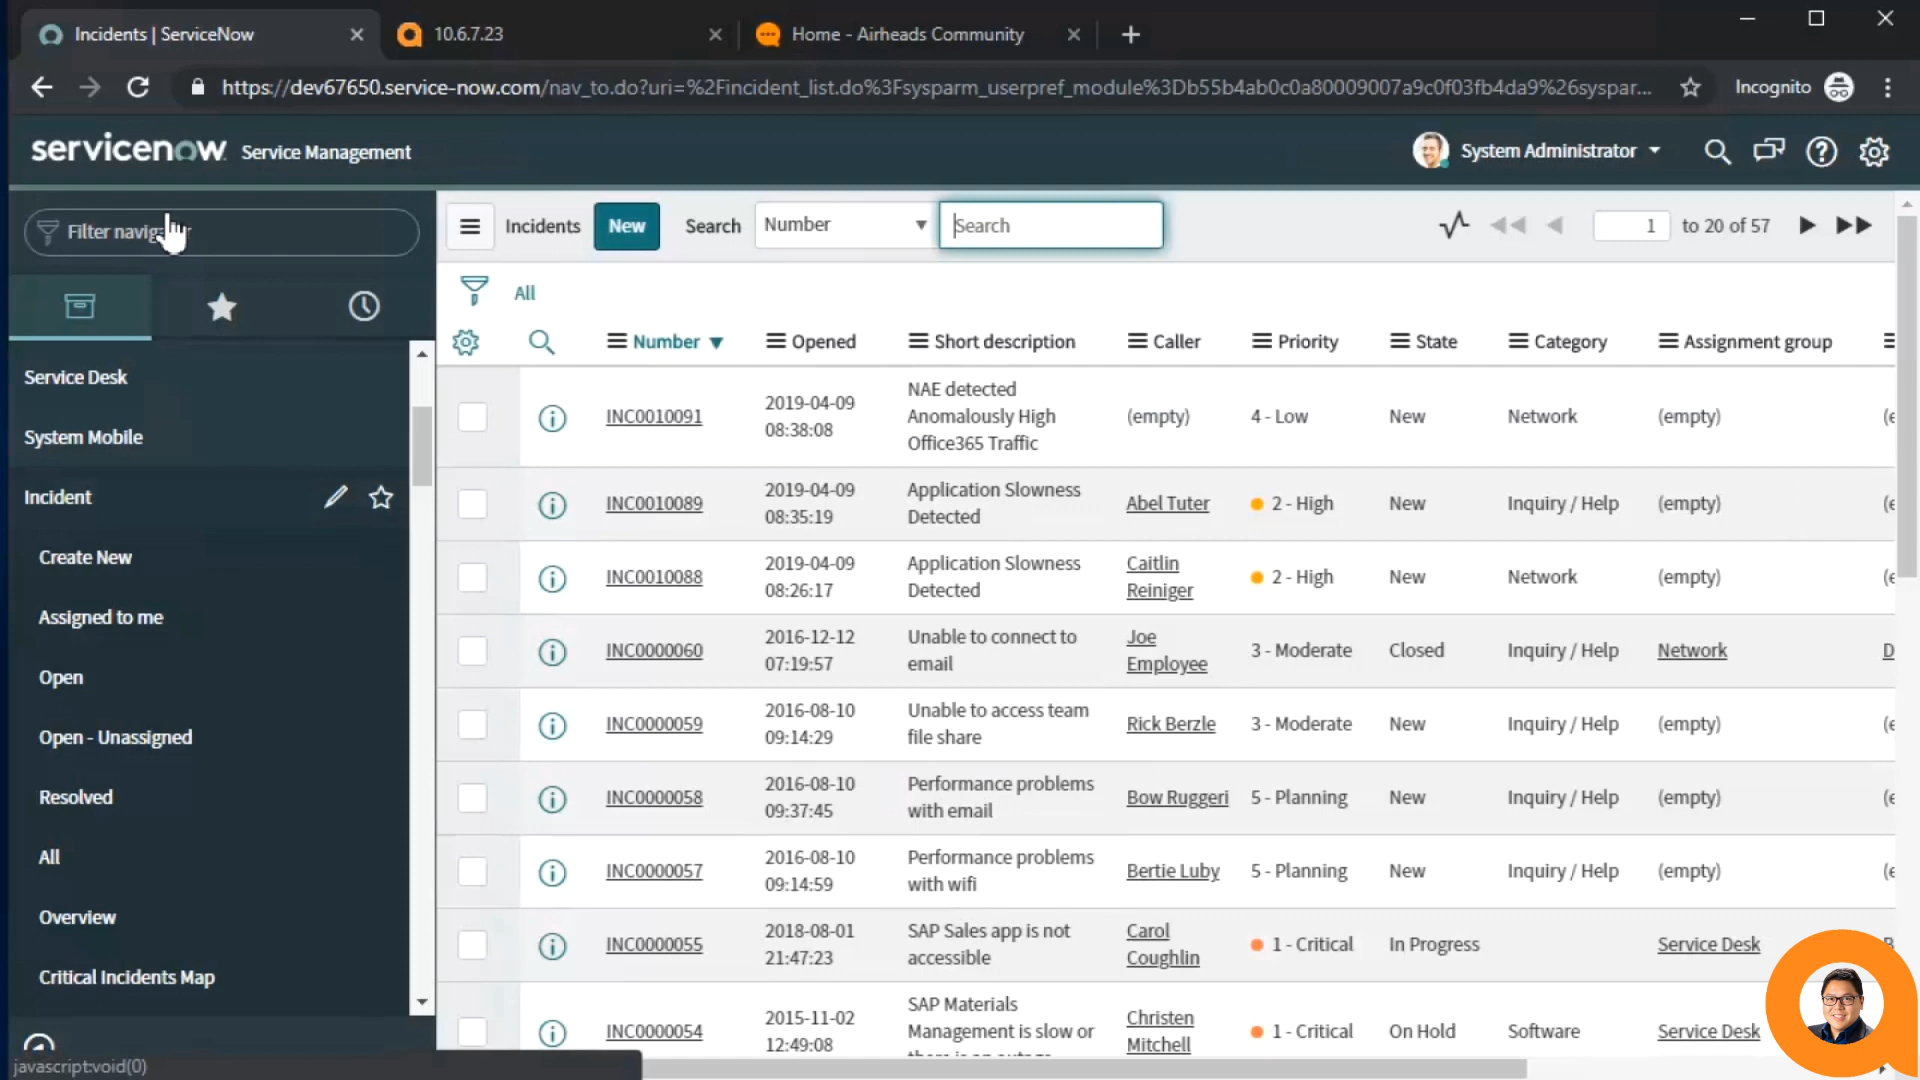 Incidents | ServiceNow
10.6.7.23
Home - Airheads Community
https://dev67650.service-now.com/nav_to.do?uri=%2Fincident_list.do%3Fsysparm_userpref_module%3Db55b4ab0c0a80009007a9c0f03fb4da9%26syspar...
Incognito
servicenow Service Management
System Administrator
Filter
Incidents New Search Number Search 1 to 20 of 57
All
Number Opened Short description Caller Priority State Category Assignment group
Service Desk
System Mobile
Incident
Create New
Assigned to me
Open
Open - Unassigned
Resolved
All
Overview
Critical Incidents Map
javascript:void(0)
INC0010091
2019-04-09
08:38:08
NAE detected
Anomalously High
Office365 Traffic
(empty)
4 - Low
New
Network
(empty)
INC0010089
2019-04-09
08:35:19
Application Slowness
Detected
Abel Tuter
2 - High
New
Inquiry / Help
(empty)
INC0010088
2019-04-09
08:26:17
Application Slowness
Detected
Caitlin
Reiniger
2 - High
New
Network
(empty)
INC0000060
2016-12-12
07:19:57
Unable to connect to
email
Joe
Employee
3 - Moderate
Closed
Inquiry / Help
Network
D
INC0000059
2016-08-10
09:14:29
Unable to access team
file share
Rick Berzle
3 - Moderate
New
Inquiry / Help
(empty)
INC0000058
2016-08-10
09:37:45
Performance problems
with email
Bow Ruggeri
5 - Planning
New
Inquiry / Help
(empty)
INC0000057
2016-08-10
09:14:59
Performance problems
with wifi
Bertie Luby
5 - Planning
New
Inquiry / Help
(empty)
INC0000055
2018-08-01
21:47:23
SAP Sales app is not
accessible
Carol
Coughlin
1 - Critical
In Progress
Service Desk
INC0000054
2015-11-02
12:49:08
SAP Materials
Management is slow or
Christen
Mitchell
1 - Critical
On Hold
Software
Service Desk